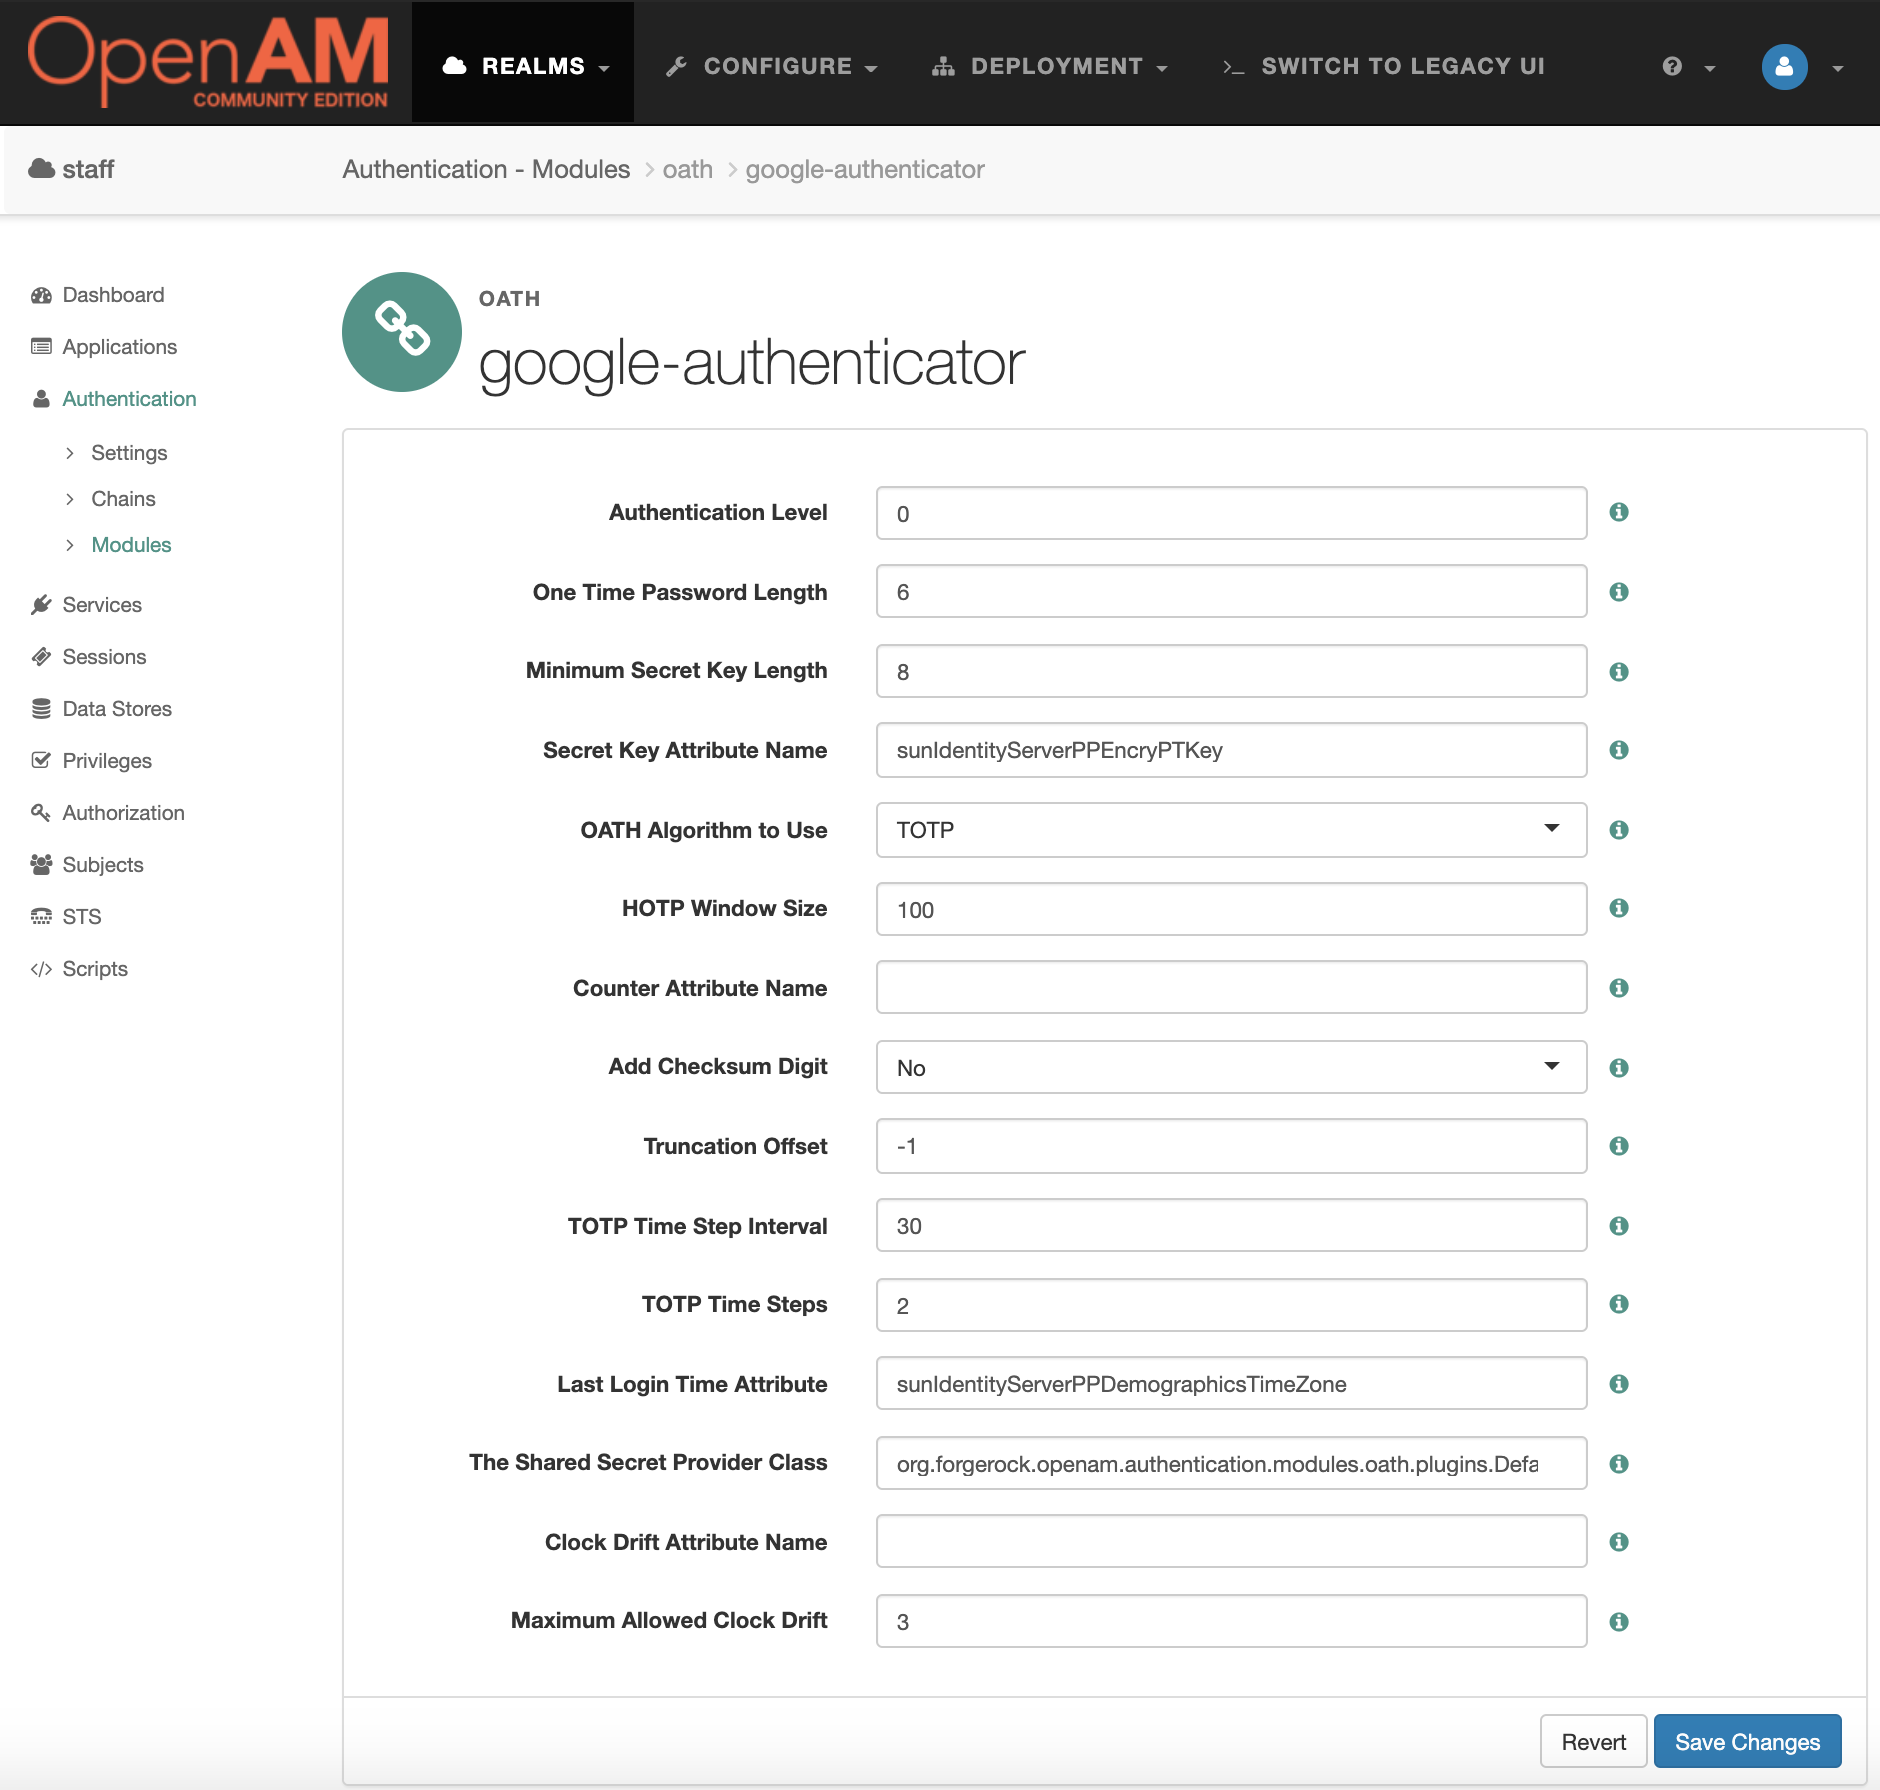 OpenAM
COMMUNITY EDITION
REALMS
CONFIGURE
DEPLOYMENT
SWITCH TO LEGACY UI
staff
Authentication - Modules > oath > google-authenticator
Dashboard
Applications
Authentication
Settings
Chains
Modules
Services
Sessions
Data Stores
Privileges
Authorization
Subjects
STS
Scripts
OATH
google-authenticator
Authentication Level 0
One Time Password Length 6
Minimum Secret Key Length 8
Secret Key Attribute Name sunIdentityServerPPEncryPTKey
OATH Algorithm to Use TOTP
HOTP Window Size 100
Counter Attribute Name
Add Checksum Digit No
Truncation Offset -1
TOTP Time Step Interval 30
TOTP Time Steps 2
Last Login Time Attribute sunIdentityServerPPDemographicsTimeZone
The Shared Secret Provider Class org.forgerock.openam.authentication.modules.oath.plugins.Defa
Clock Drift Attribute Name
Maximum Allowed Clock Drift 3
Revert
Save Changes